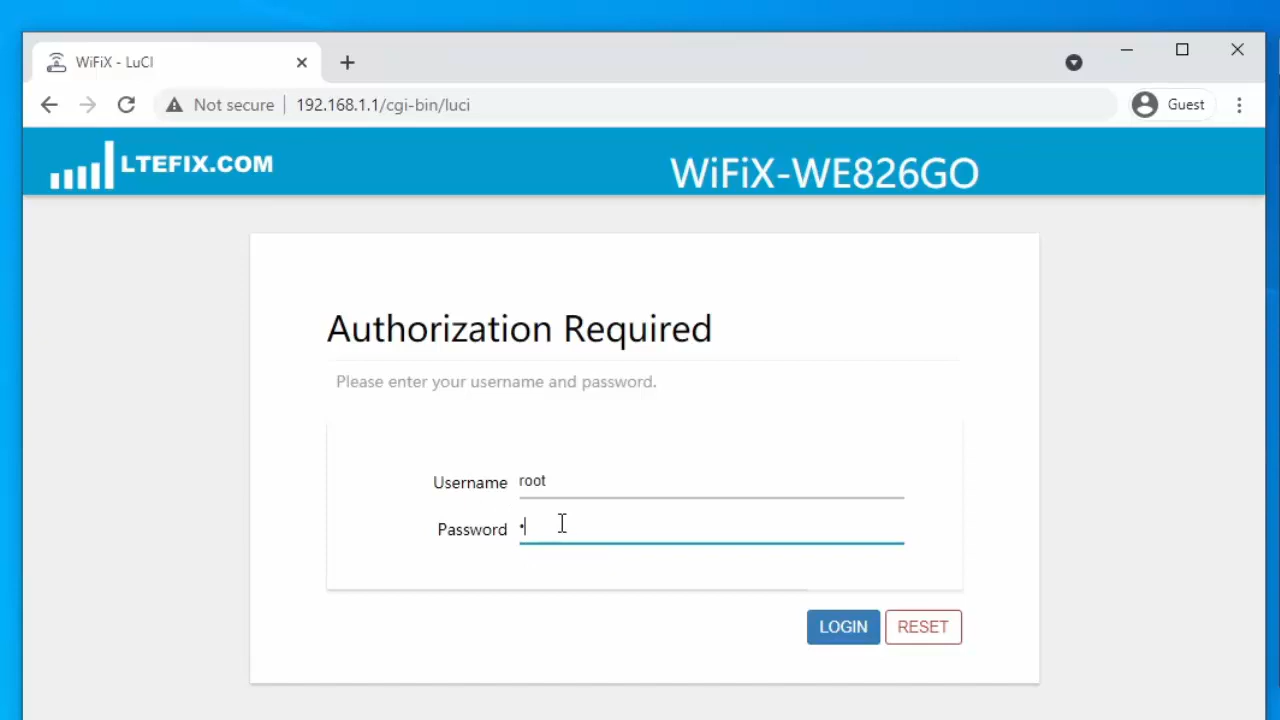 WiFiX - LuCI
Not secure 192.168.1.1/cgi-bin/luci Guest
LTEFIX.COM WiFiX-WE826GO
Authorization Required
Please enter your username and password.
Username root
Password •
LOGIN RESET